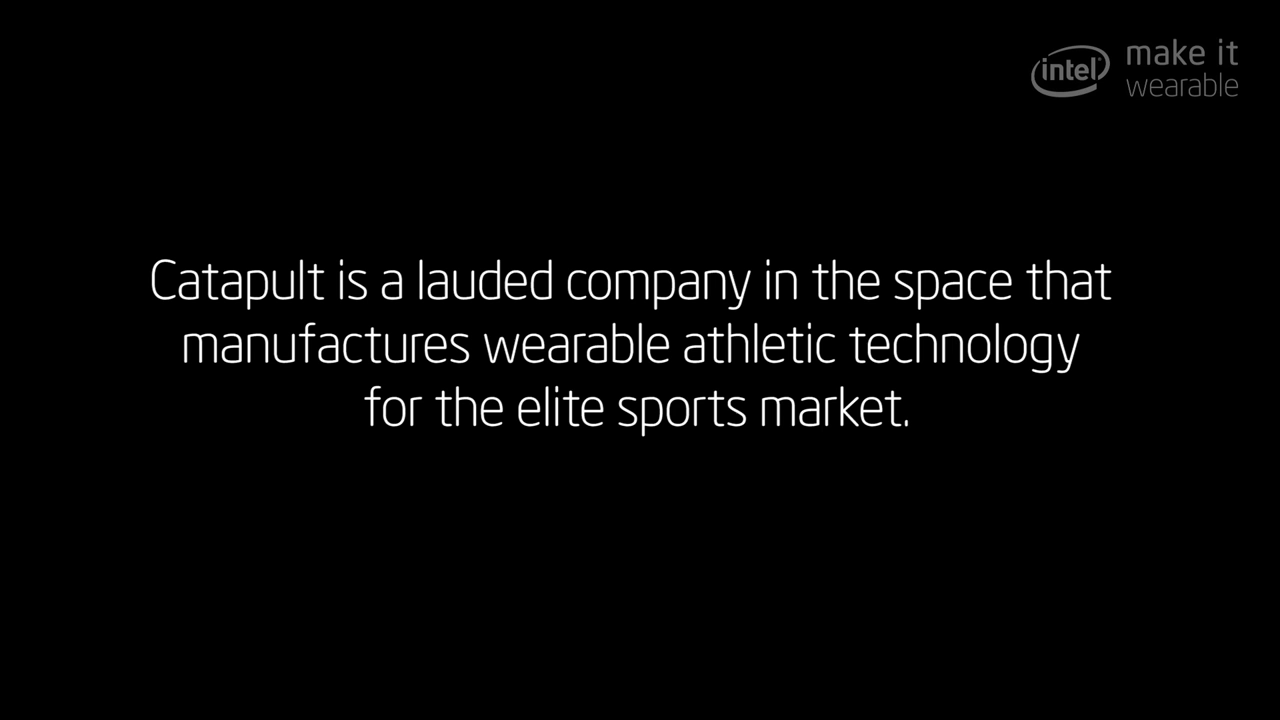 intel make it
wearable
Catapult is a lauded company in the space that
manufactures wearable athletic technology
for the elite sports market.